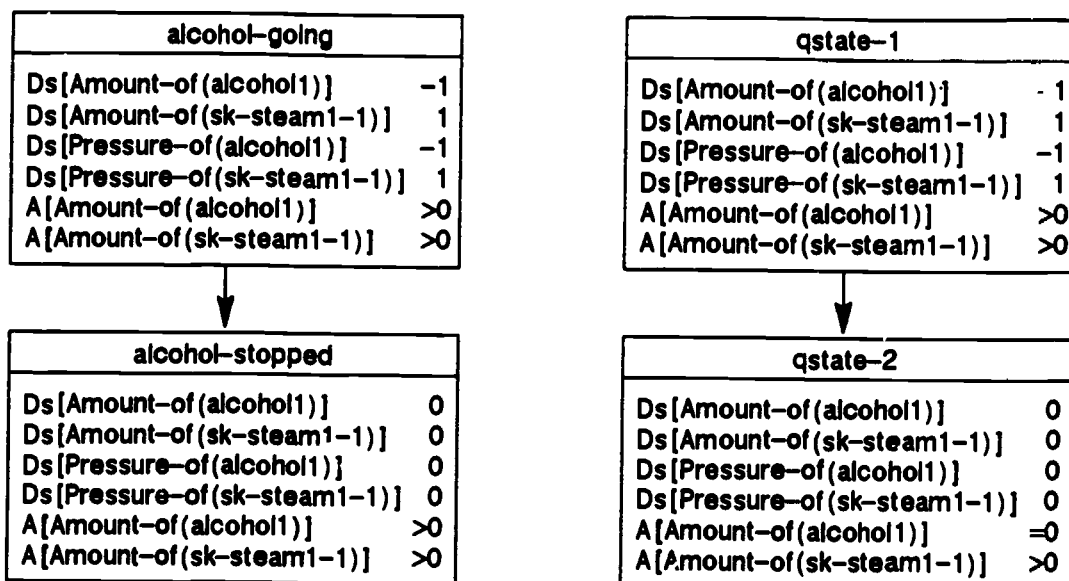 alcohol-going
Ds[Amount-of(alcohol1)] -1
Ds[Amount-of(sk-steam1-1)] 1
Ds[Pressure-of(alcohol1)] -1
Ds[Pressure-of(sk-steam1-1)] 1
A[Amount-of(alcohol1)] >0
A[Amount-of(sk-steam1-1)] >0
alcohol-stopped
Ds[Amount-of(alcohol1)] 0
Ds[Amount-of(sk-steam1-1)] 0
Ds[Pressure-of(alcohol1)] 0
Ds[Pressure-of(sk-steam1-1)] 0
A[Amount-of(alcohol1)] >0
A[Amount-of(sk-steam1-1)] >0
qstate-1
Ds[Amount-of(alcohol1)] -1
Ds[Amount-of(sk-steam1-1)] 1
Ds[Pressure-of(alcohol1)] -1
Ds[Pressure-of(sk-steam1-1)] 1
A[Amount-of(alcohol1)] >0
A[Amount-of(sk-steam1-1)] >0
qstate-2
Ds[Amount-of(alcohol1)] 0
Ds[Amount-of(sk-steam1-1)] 0
Ds[Pressure-of(alcohol1)] 0
Ds[Pressure-of(sk-steam1-1)] 0
A[Amount-of(alcohol1)] =0
A[Amount-of(sk-steam1-1)] >0